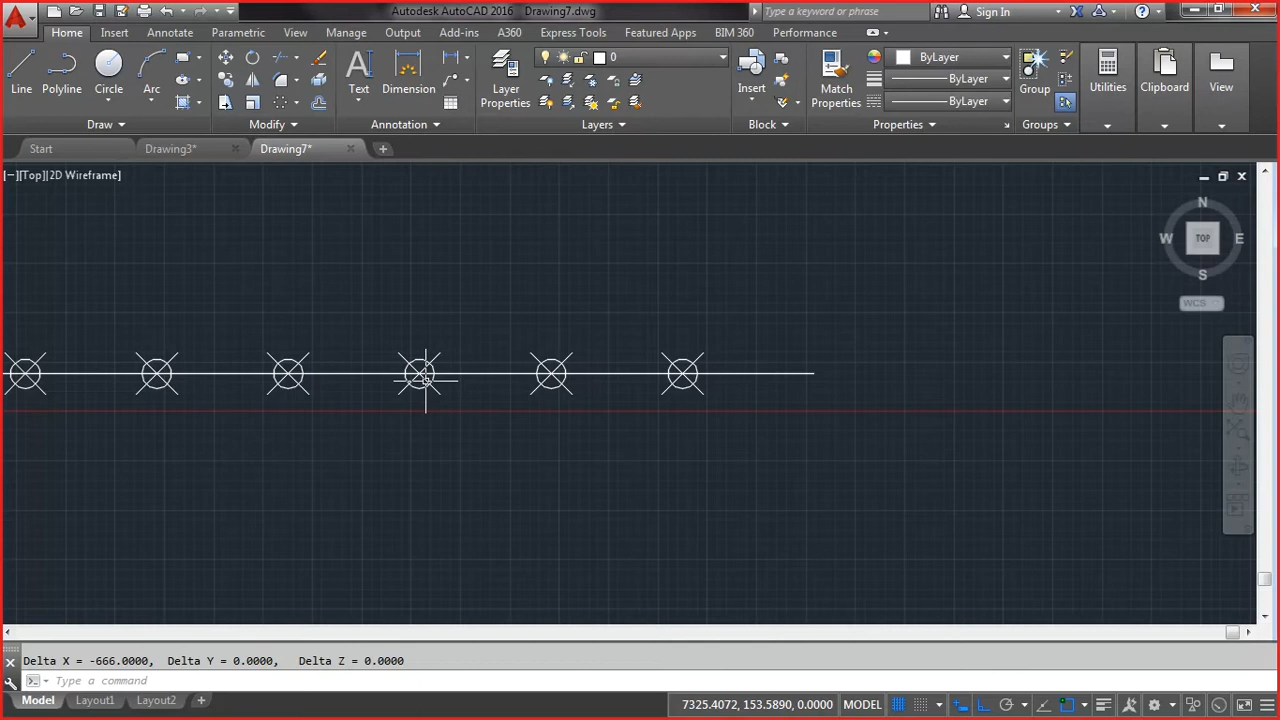 Autodesk AutoCAD 2016 Drawing7.dwg
Type a keyword or phrase
Sign In
Home Insert Annotate Parametric View Manage Output Add-ins A360 Express Tools Featured Apps BIM 360 Performance
Line
Polyline
Circle
Arc
Text
Dimension
Layer Properties
0
Insert
Match Properties
ByLayer
ByLayer
ByLayer
Group
Utilities
Clipboard
View
Draw
Modify
Annotation
Layers
Block
Properties
Groups
Start
Drawing3*
Drawing7*
[−][Top][2D Wireframe]
N
W TOP E
S
WCS
Delta X = -666.0000, Delta Y = 0.0000, Delta Z = 0.0000
Type a command
Model Layout1 Layout2
7325.4072, 153.5890, 0.0000 MODEL